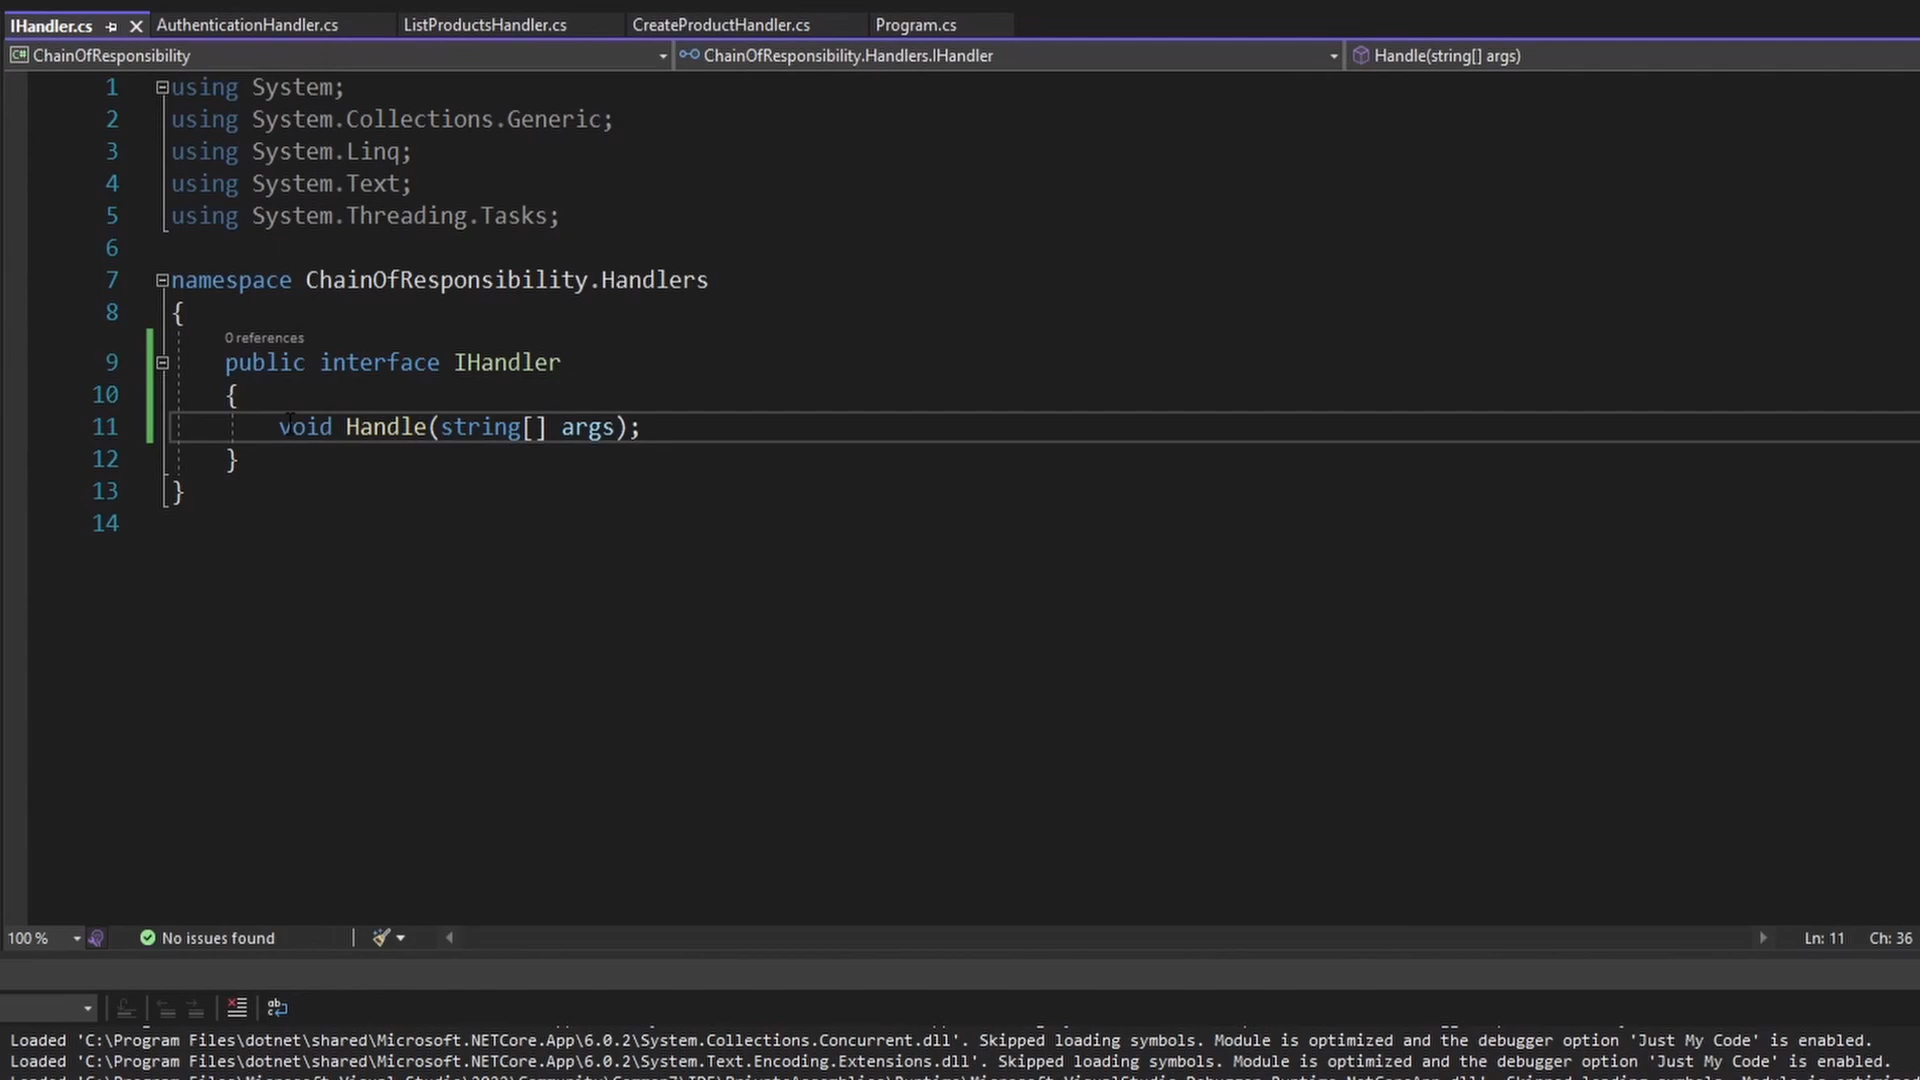 IHandler.cs AuthenticationHandler.cs ListProductsHandler.cs CreateProductHandler.cs Program.cs
C# ChainOfResponsibility ChainOfResponsibility.Handlers.IHandler Handle(string[] args)
1 using System;
2 using System.Collections.Generic;
3 using System.Linq;
4 using System.Text;
5 using System.Threading.Tasks;
6
7 namespace ChainOfResponsibility.Handlers
8 {
0 references
9 public interface IHandler
10 {
11 void Handle(string[] args);
12 }
13 }
14
100 % No issues found Ln: 11 Ch: 36
Loaded 'C:\Program Files\dotnet\shared\Microsoft.NETCore.App\6.0.2\System.Collections.Concurrent.dll'. Skipped loading symbols. Module is optimized and the debugger option 'Just My Code' is enabled.
Loaded 'C:\Program Files\dotnet\shared\Microsoft.NETCore.App\6.0.2\System.Text.Encoding.Extensions.dll'. Skipped loading symbols. Module is optimized and the debugger option 'Just My Code' is enabled.